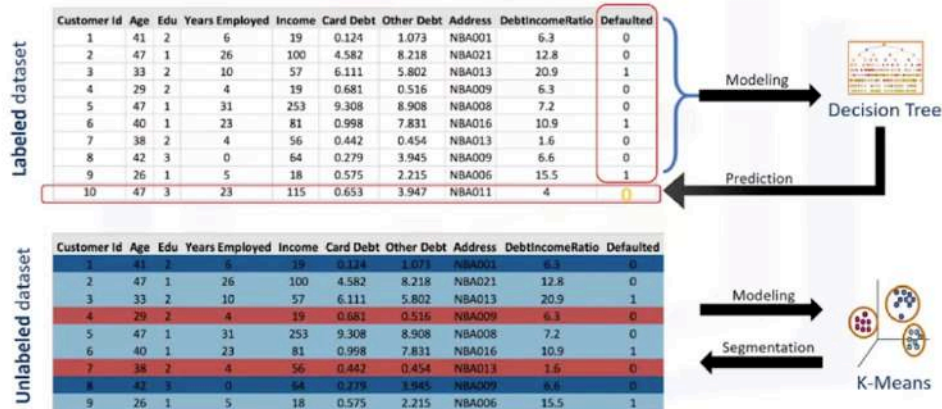 Labeled dataset
Customer Id Age Edu Years Employed Income Card Debt Other Debt Address DebtIncomeRatio Defaulted
1 41 2 6 19 0.124 1.073 NBA001 6.3 0
2 47 1 26 100 4.582 8.218 NBA021 12.8 0
3 33 2 10 57 6.111 5.802 NBA013 20.9 1
4 29 2 4 19 0.681 0.516 NBA009 6.3 0
5 47 1 31 253 9.308 8.908 NBA008 7.2 0
6 40 1 23 81 0.998 7.831 NBA016 10.9 1
7 38 2 4 56 0.442 0.454 NBA013 1.6 0
8 42 3 0 64 0.279 3.945 NBA009 6.6 0
9 26 1 5 18 0.575 2.215 NBA006 15.5 1
10 47 3 23 115 0.653 3.947 NBA011 4 0
Modeling
Decision Tree
Prediction
Unlabeled dataset
Customer Id Age Edu Years Employed Income Card Debt Other Debt Address DebtIncomeRatio Defaulted
1 41 2 6 19 0.124 1.073 NBA001 6.3 0
2 47 1 26 100 4.582 8.218 NBA021 12.8 0
3 33 2 10 57 6.111 5.802 NBA013 20.9 1
4 29 2 4 19 0.681 0.516 NBA009 6.3 0
5 47 1 31 253 9.308 8.908 NBA008 7.2 0
6 40 1 23 81 0.998 7.831 NBA016 10.9 1
7 38 2 4 56 0.442 0.454 NBA013 1.6 0
8 42 3 0 64 0.279 3.945 NBA009 6.6 0
9 26 1 5 18 0.575 2.215 NBA006 15.5 1
Modeling
Segmentation
K-Means